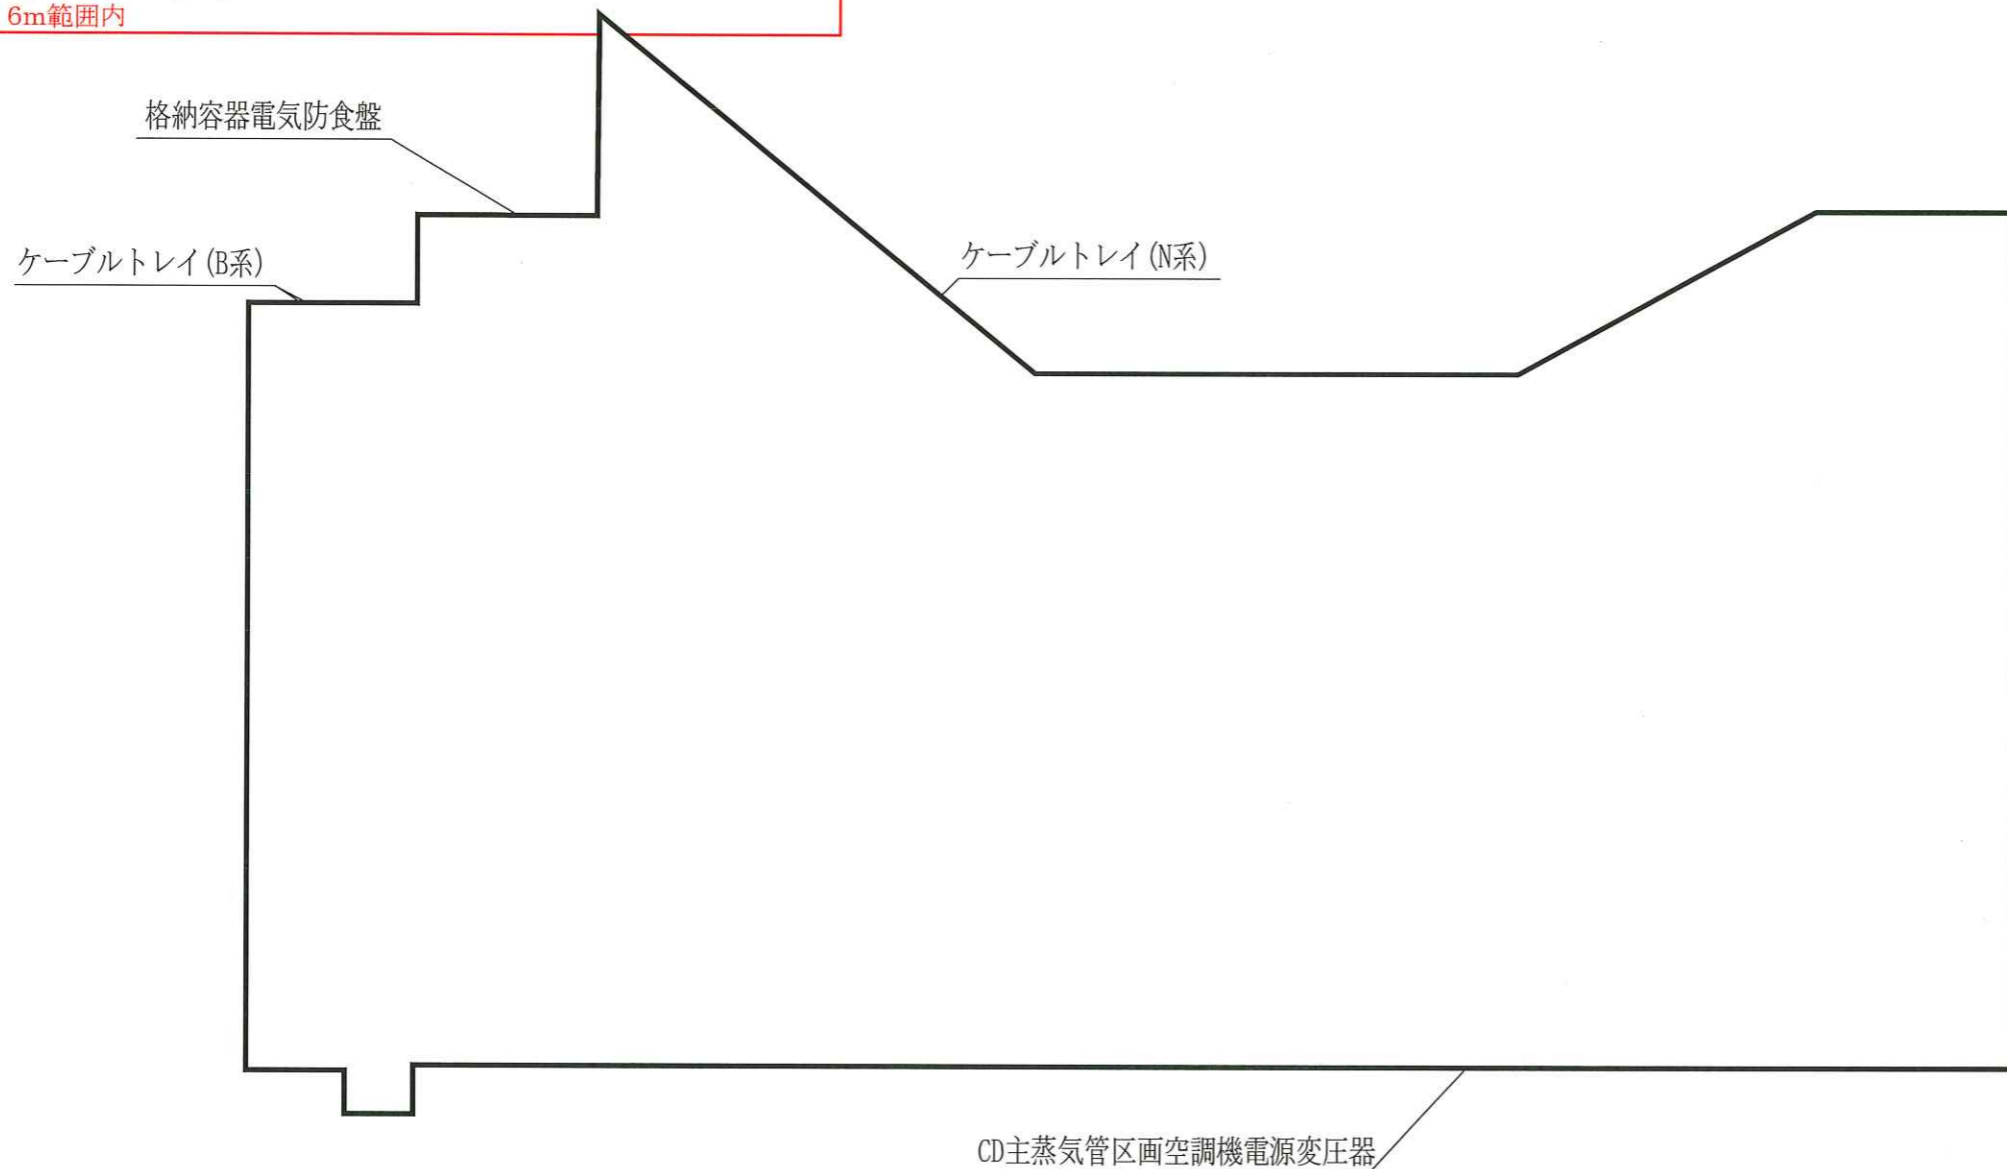 6m範囲内
格納容器電気防食盤
ケーブルトレイ(B系)
ケーブルトレイ(N系)
CD主蒸気管区画空調機電源変圧器